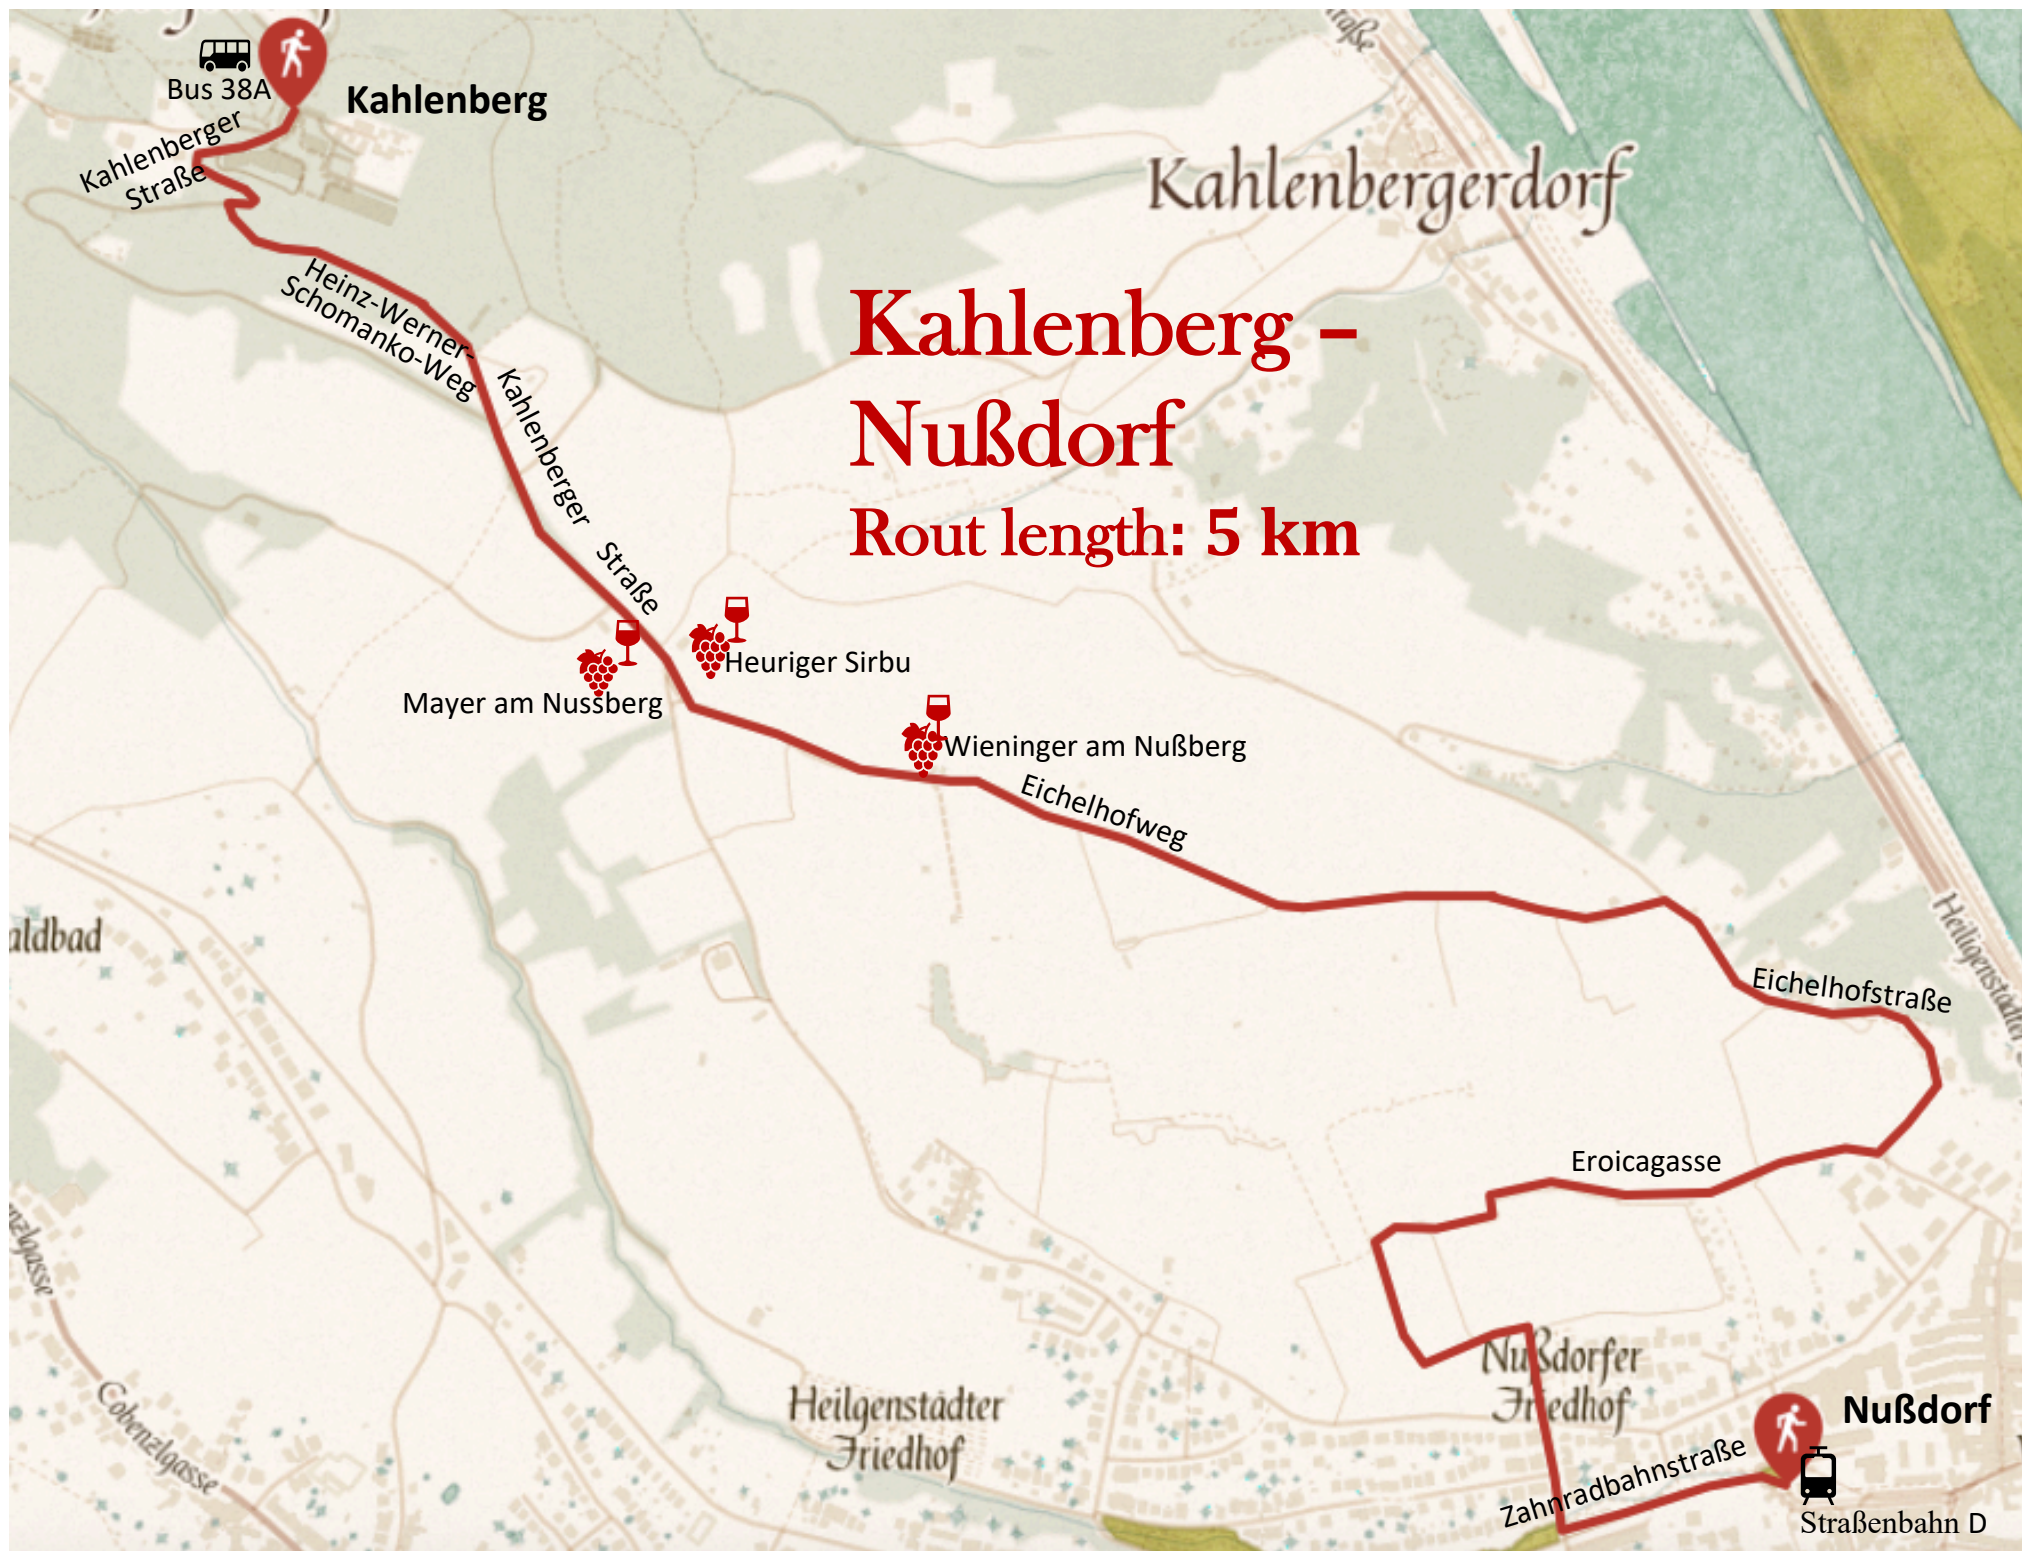 Bus 38A
Kahlenberg
Kahlenberger
Straße
Kahlenbergerdorf
Heinz-Werner-
Schomanko-Weg
Kahlenberg –
Nußdorf
Rout length: 5 km
Kahlenberger Straße
Heuriger Sirbu
Mayer am Nussberg
Wieninger am Nußberg
Eichelhofweg
aldbad
Eichelhofstraße
Heiligenstädter
Eroicagasse
nzlgasse
Cobenzlgasse
Nußdorfer
Friedhof
Heilgenstädter
Friedhof
Nußdorf
Zahnradbahnstraße
Straßenbahn D